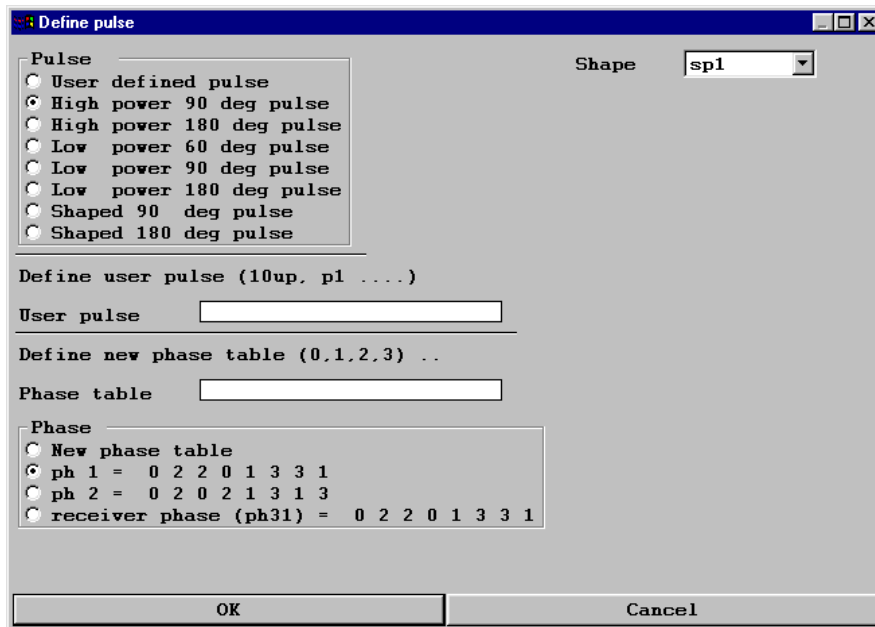 Define pulse
Pulse
User defined pulse
High power 90 deg pulse
High power 180 deg pulse
Low  power 60 deg pulse
Low  power 90 deg pulse
Low  power 180 deg pulse
Shaped 90  deg pulse
Shaped 180 deg pulse
Shape sp1
Define user pulse (10up, p1 ....)
User pulse
Define new phase table (0,1,2,3) ..
Phase table
Phase
New phase table
ph 1 =  0 2 2 0 1 3 3 1
ph 2 =  0 2 0 2 1 3 1 3
receiver phase (ph31) =  0 2 2 0 1 3 3 1
OK Cancel